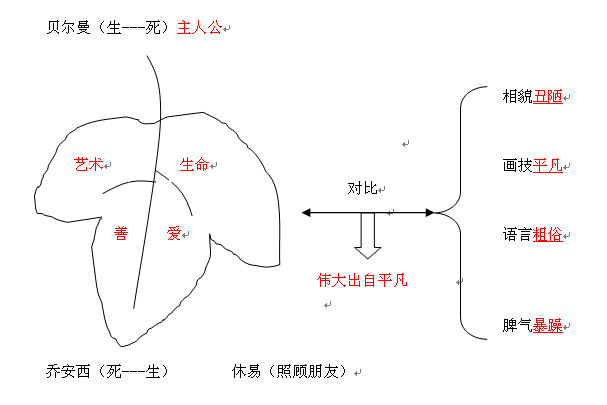 贝尔曼（生---死）主人公
艺术
生命
善
爱
对比
伟大出自平凡
相貌丑陋
画技平凡
语言粗俗
脾气暴躁
乔安西（死---生）
休易（照顾朋友）